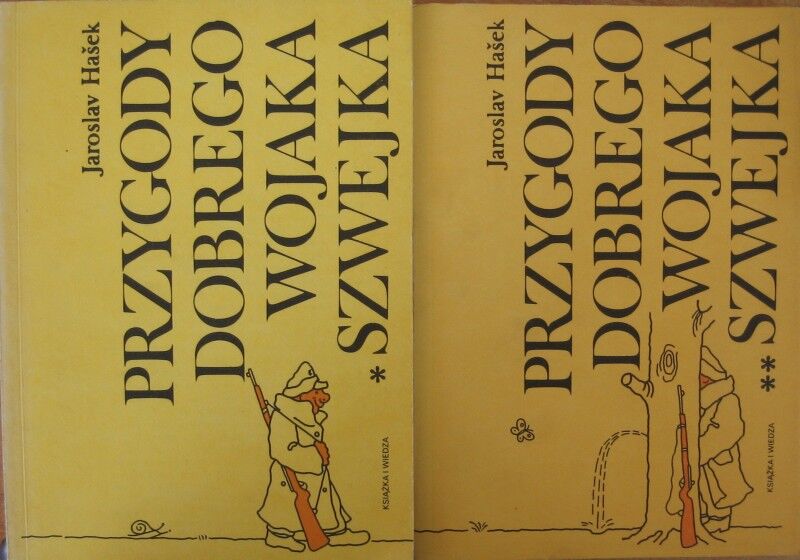 Jaroslav Hašek
PRZYGODY
DOBREGO
WOJAKA
* SZWEJKA
KSIĄŻKA I WIEDZA
Jaroslav Hašek
PRZYGODY
DOBREGO
WOJAKA
** SZWEJKA
KSIĄŻKA I WIEDZA